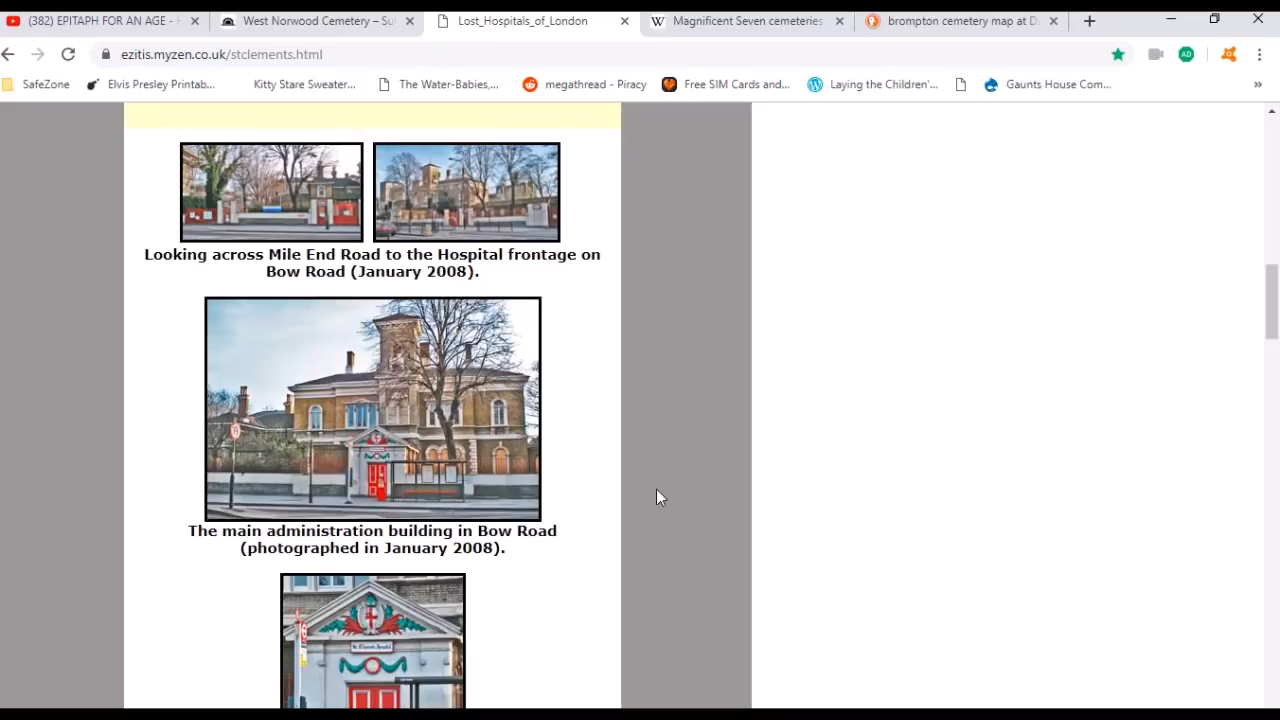 (382) EPITAPH FOR AN AGE -
West Norwood Cemetery – Su
Lost_Hospitals_of_London
Magnificent Seven cemeteries
brompton cemetery map at D
ezitis.myzen.co.uk/stclements.html
SafeZone
Elvis Presley Printab...
Kitty Stare Sweater...
The Water-Babies,...
megathread - Piracy
Free SIM Cards and...
Laying the Children'...
Gaunts House Com...
Looking across Mile End Road to the Hospital frontage on
Bow Road (January 2008).
The main administration building in Bow Road
(photographed in January 2008).